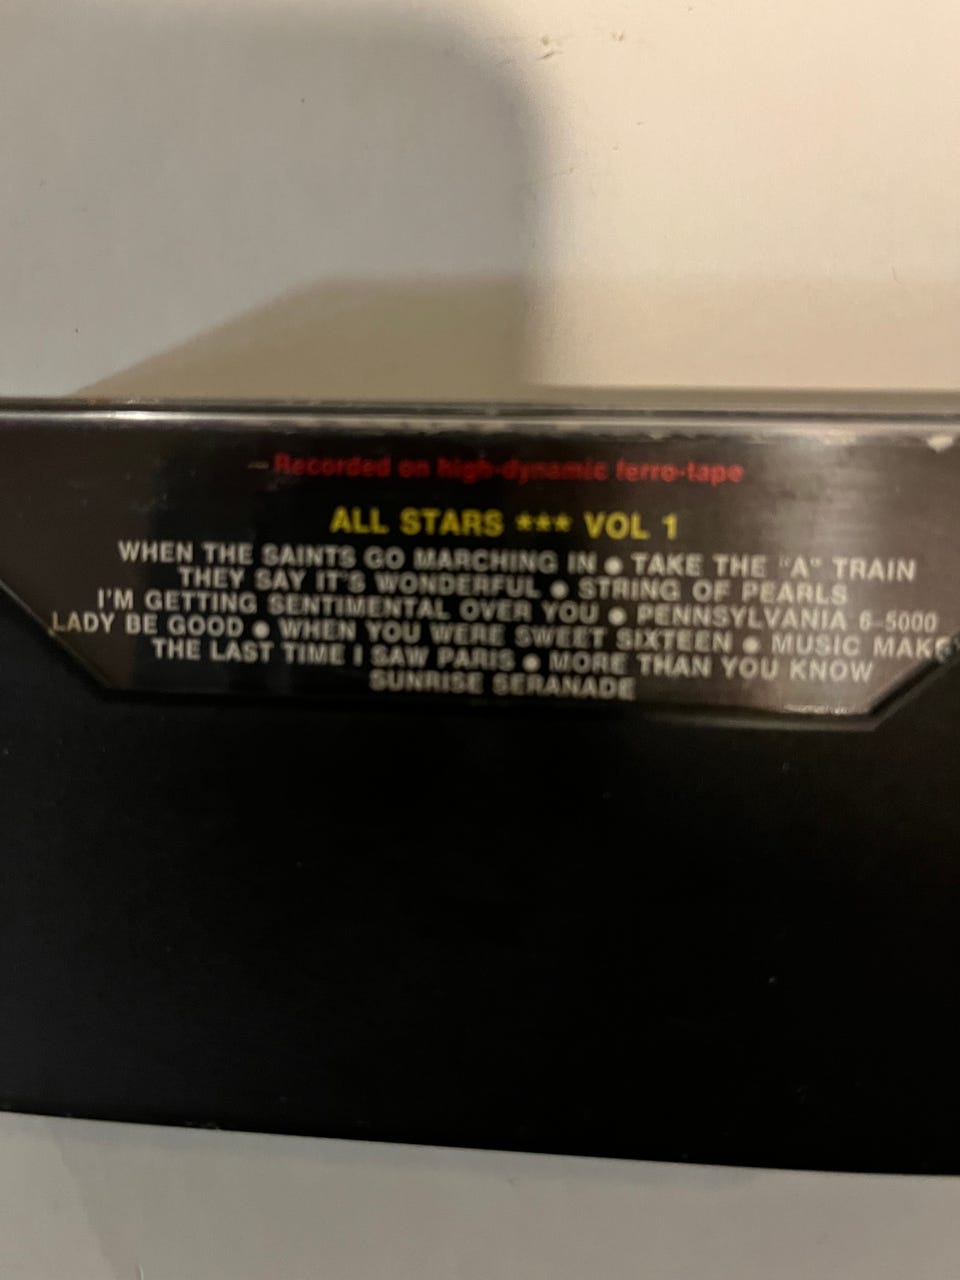 — Recorded on high-dynamic ferro-tape
ALL STARS *** VOL 1
WHEN THE SAINTS GO MARCHING IN ● TAKE THE "A" TRAIN
THEY SAY IT'S WONDERFUL ● STRING OF PEARLS
I'M GETTING SENTIMENTAL OVER YOU ● PENNSYLVANIA 6-5000
LADY BE GOOD ● WHEN YOU WERE SWEET SIXTEEN ● MUSIC
THE LAST TIME I SAW PARIS ● MORE THAN YOU KNOW
SUNRISE SERANADE